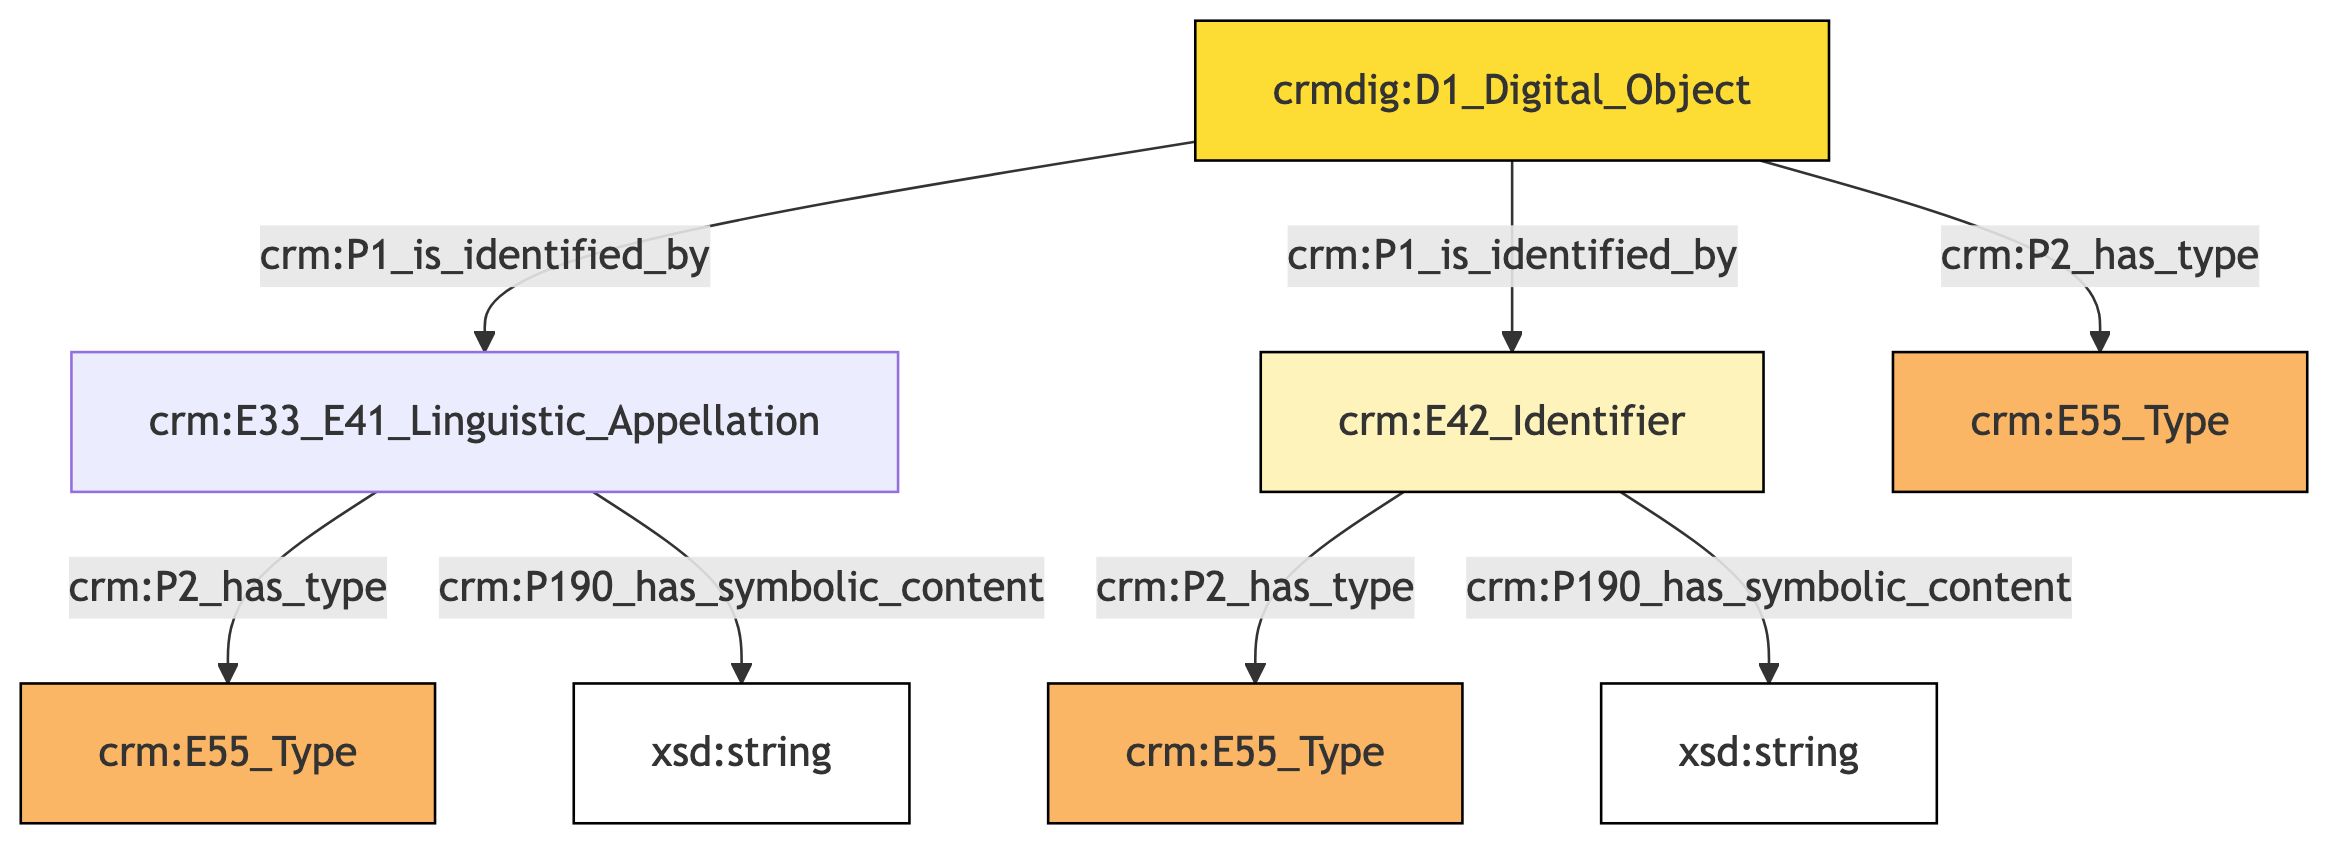 crmdig:D1_Digital_Object
crm:P1_is_identified_by
crm:P1_is_identified_by
crm:P2_has_type
crm:E33_E41_Linguistic_Appellation
crm:E42_Identifier
crm:E55_Type
crm:P2_has_type
crm:P190_has_symbolic_content
crm:P2_has_type
crm:P190_has_symbolic_content
crm:E55_Type
xsd:string
crm:E55_Type
xsd:string